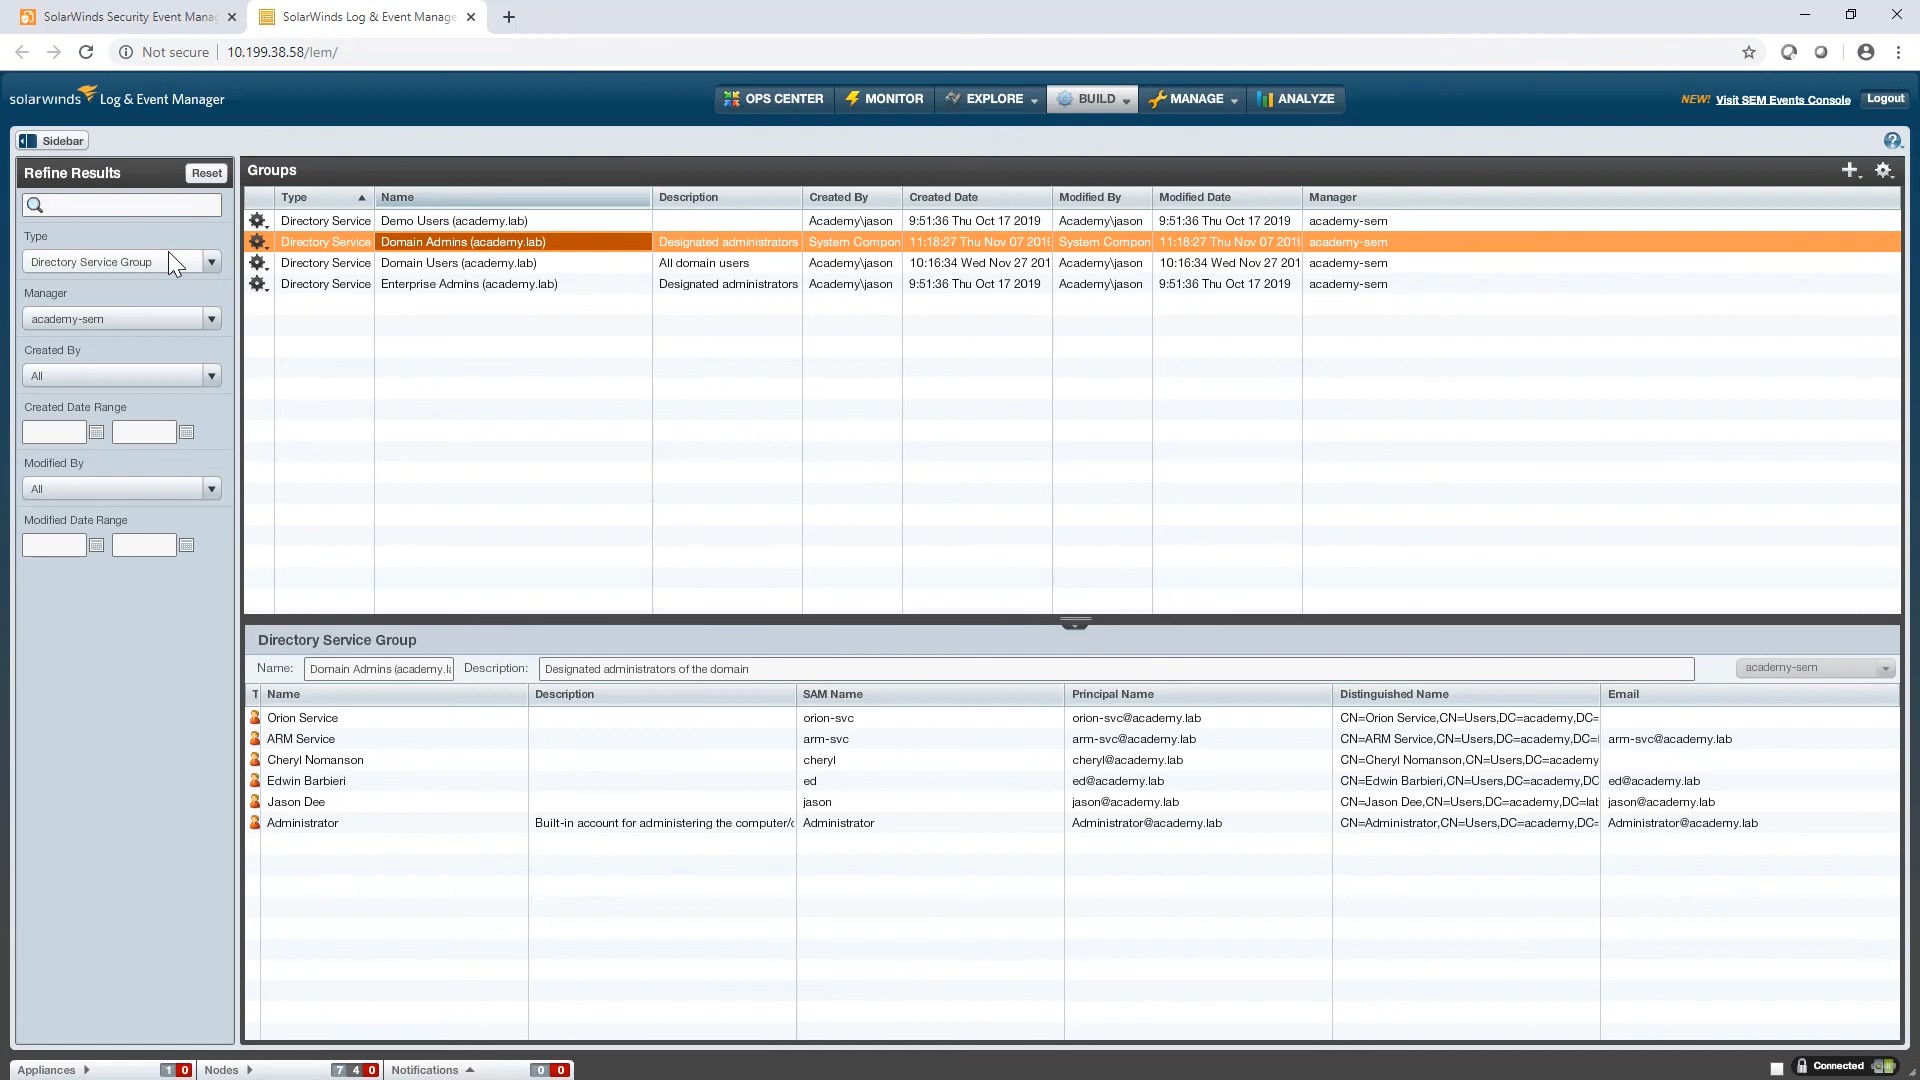 SolarWinds Security Event Mana
SolarWinds Log & Event Manage
Not secure
10.199.38.58/lem/
solarwinds Log & Event Manager
OPS CENTER
MONITOR
EXPLORE
BUILD
MANAGE
ANALYZE
NEW! Visit SEM Events Console
Logout
Sidebar
Refine Results
Reset
Type
Directory Service Group
Manager
academy-sem
Created By
All
Created Date Range
Modified By
All
Modified Date Range
Groups
Type Name Description Created By Created Date Modified By Modified Date Manager
Directory Service Demo Users (academy.lab) Academy\jason 9:51:36 Thu Oct 17 2019 Academy\jason 9:51:36 Thu Oct 17 2019 academy-sem
Directory Service Domain Admins (academy.lab) Designated administrators System Compon 11:18:27 Thu Nov 07 201 System Compon 11:18:27 Thu Nov 07 201 academy-sem
Directory Service Domain Users (academy.lab) All domain users Academy\jason 10:16:34 Wed Nov 27 201 Academy\jason 10:16:34 Wed Nov 27 201 academy-sem
Directory Service Enterprise Admins (academy.lab) Designated administrators Academy\jason 9:51:36 Thu Oct 17 2019 Academy\jason 9:51:36 Thu Oct 17 2019 academy-sem
Directory Service Group
Name: Domain Admins (academy.la Description: Designated administrators of the domain academy-sem
T Name Description SAM Name Principal Name Distinguished Name Email
Orion Service orion-svc orion-svc@academy.lab CN=Orion Service,CN=Users,DC=academy,DC=
ARM Service arm-svc arm-svc@academy.lab CN=ARM Service,CN=Users,DC=academy,DC=l arm-svc@academy.lab
Cheryl Nomanson cheryl cheryl@academy.lab CN=Cheryl Nomanson,CN=Users,DC=academy
Edwin Barbieri ed ed@academy.lab CN=Edwin Barbieri,CN=Users,DC=academy,DC ed@academy.lab
Jason Dee jason jason@academy.lab CN=Jason Dee,CN=Users,DC=academy,DC=lab jason@academy.lab
Administrator Built-in account for administering the computer/d Administrator Administrator@academy.lab CN=Administrator,CN=Users,DC=academy,DC= Administrator@academy.lab
Appliances 1 0
Nodes 7 4 0
Notifications 0 0
Connected